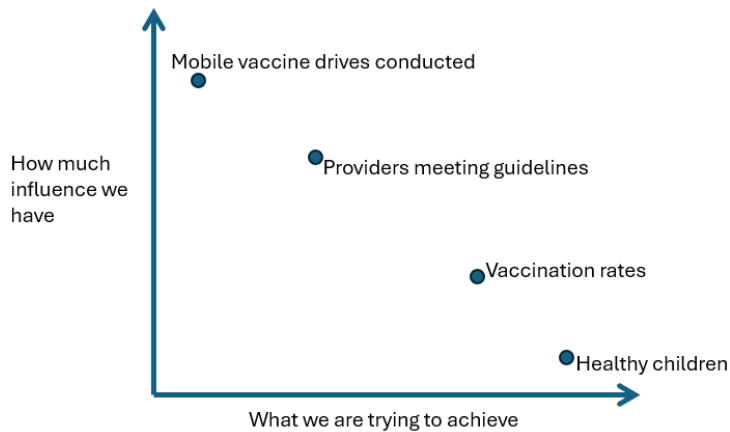 Mobile vaccine drives conducted
How much
influence we
have
Providers meeting guidelines
Vaccination rates
Healthy children
What we are trying to achieve